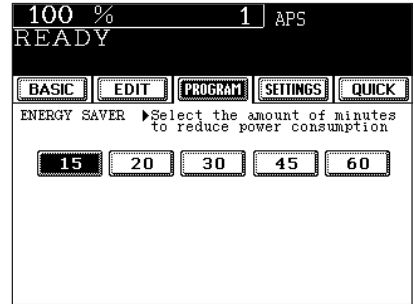 100 % 1 APS
READY
BASIC EDIT PROGRAM SETTINGS QUICK
ENERGY SAVER ▶Select the amount of minutes
to reduce power consumption
15 20 30 45 60